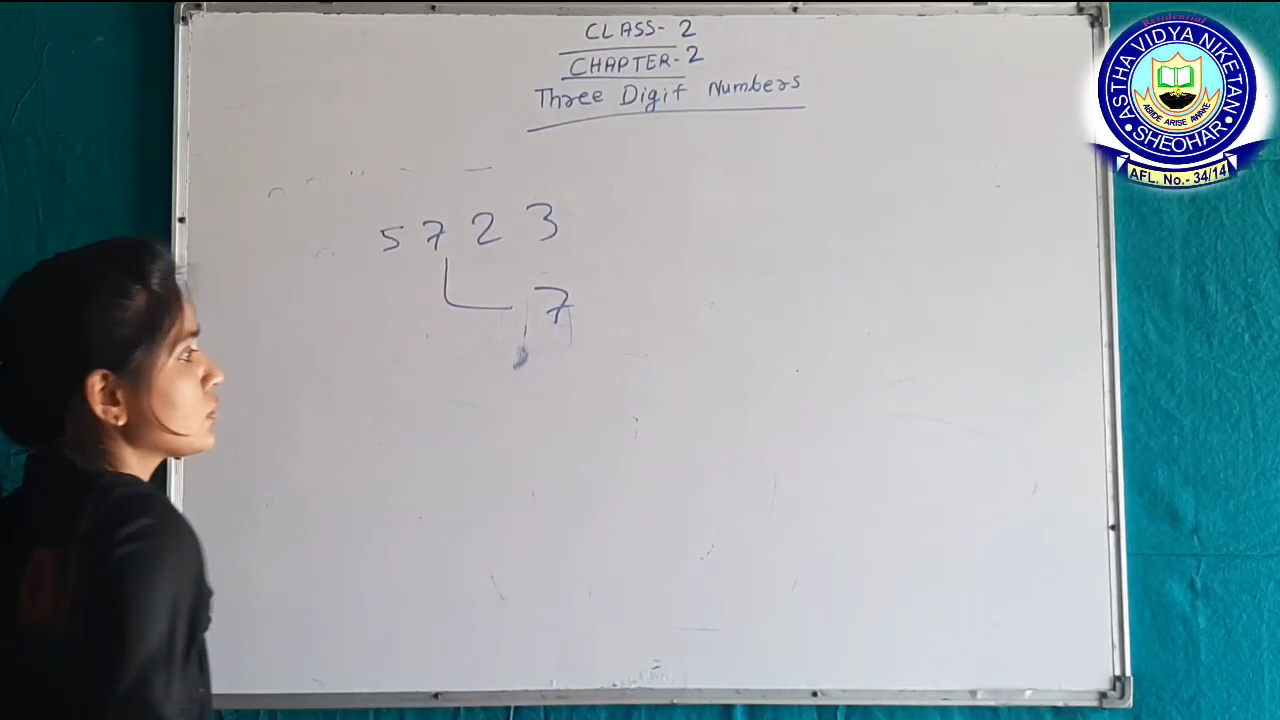 CLASS- 2
CHAPTER-2
Three Digit Numbers
5 7 2 3
7
Residential
ASTHA VIDYA NIKETAN
ABIDE ARISE AWAKE
• SHEOHAR •
AFL. No.- 34/14